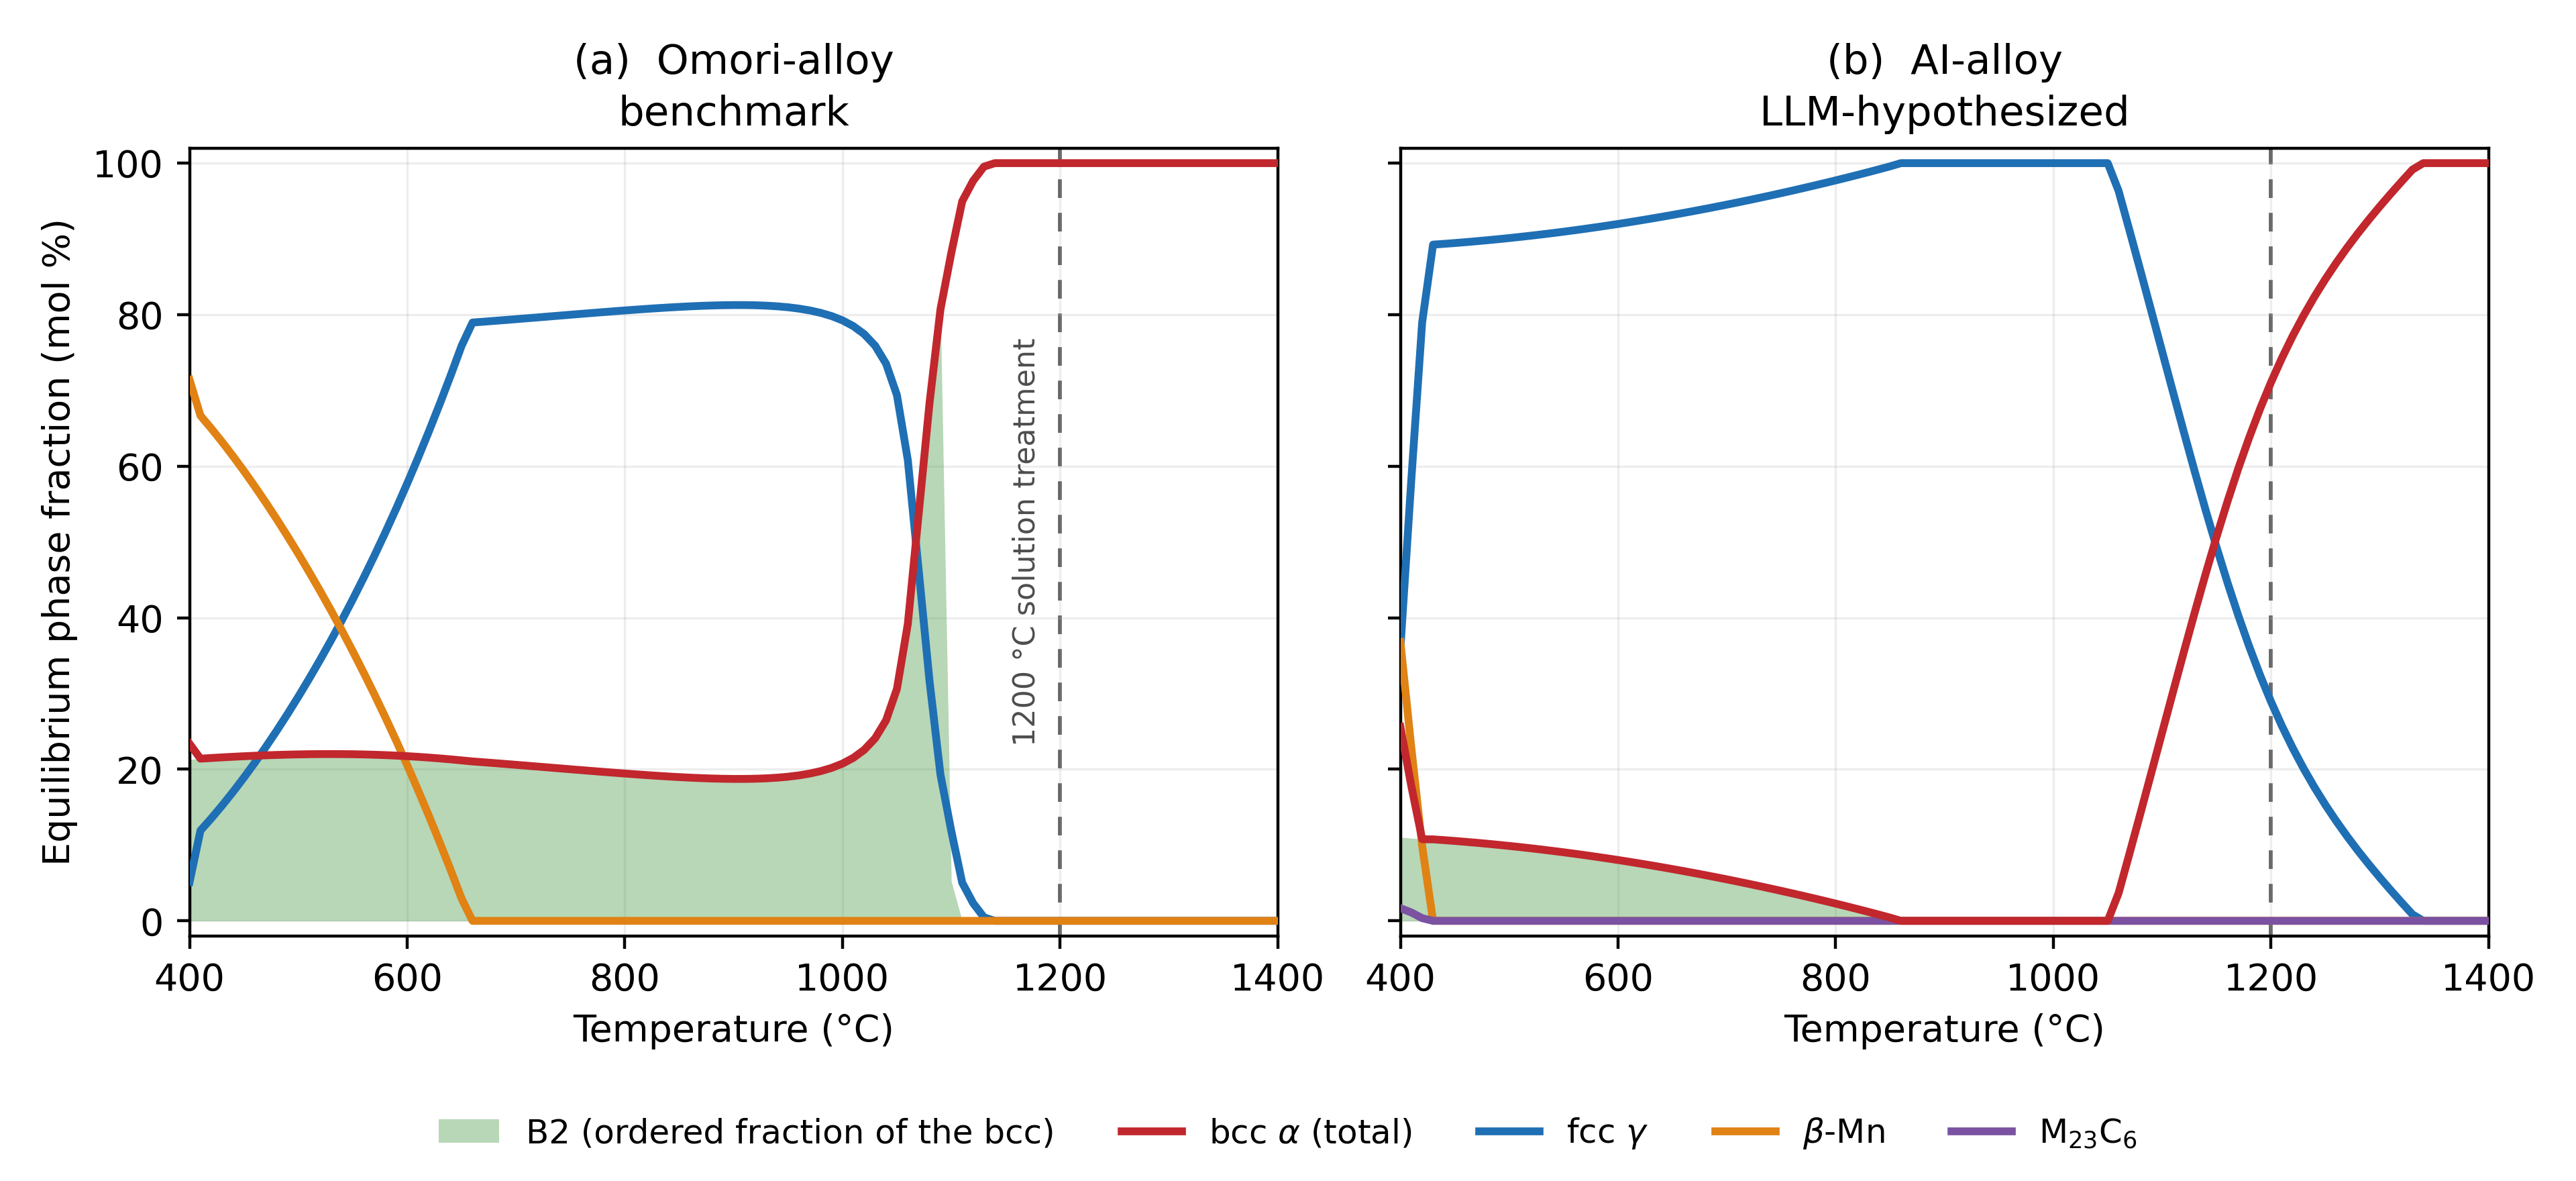 (a) Omori-alloy
benchmark
(b) AI-alloy
LLM-hypothesized
Equilibrium phase fraction (mol %)
100
80
60
40
20
0
1200 °C solution treatment
400 600 800 1000 1200 1400
400 600 800 1000 1200 1400
Temperature (°C)
Temperature (°C)
B2 (ordered fraction of the bcc)
bcc α (total)
fcc γ
β-Mn
M₂₃C₆